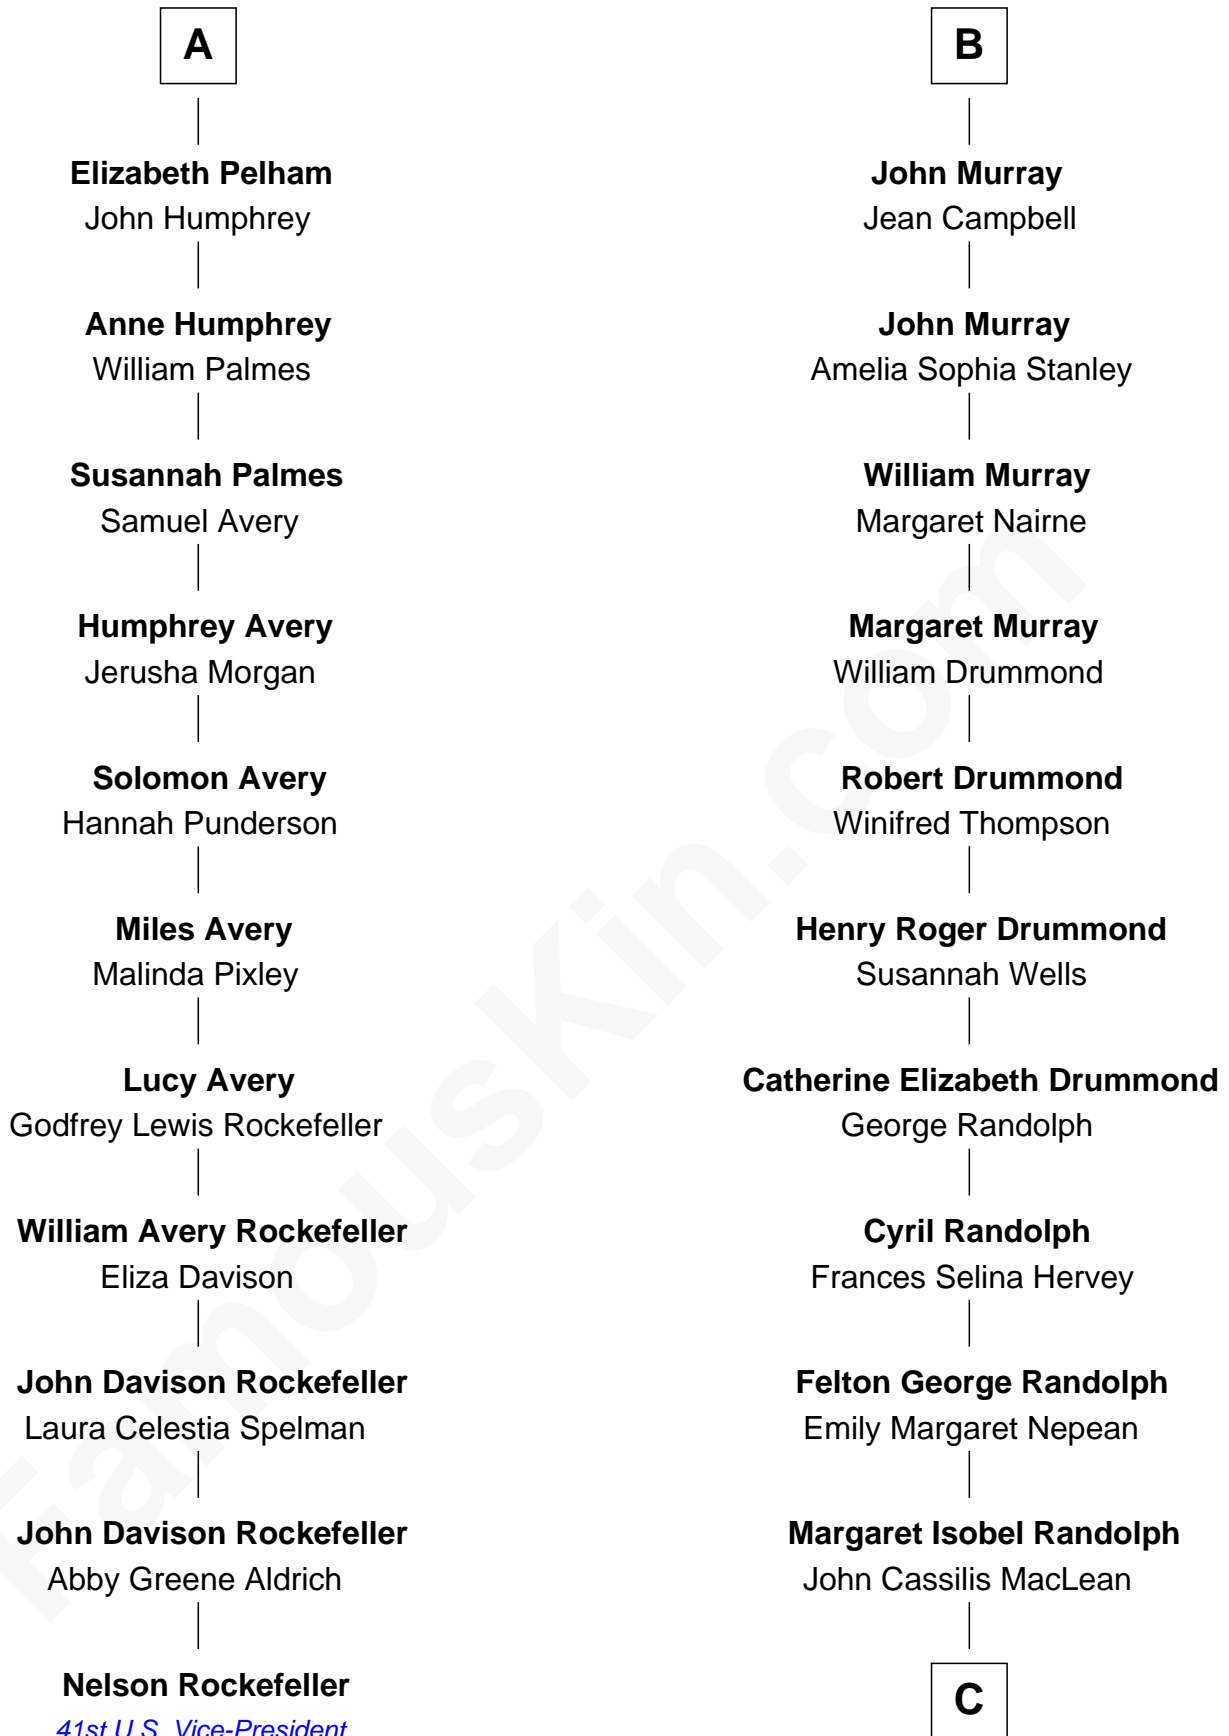 A
Elizabeth Pelham
John Humphrey
Anne Humphrey
William Palmes
Susannah Palmes
Samuel Avery
Humphrey Avery
Jerusha Morgan
Solomon Avery
Hannah Punderson
Miles Avery
Malinda Pixley
Lucy Avery
Godfrey Lewis Rockefeller
William Avery Rockefeller
Eliza Davison
John Davison Rockefeller
Laura Celestia Spelman
John Davison Rockefeller
Abby Greene Aldrich
Nelson Rockefeller
41st U.S. Vice-President
B
John Murray
Jean Campbell
John Murray
Amelia Sophia Stanley
William Murray
Margaret Nairne
Margaret Murray
William Drummond
Robert Drummond
Winifred Thompson
Henry Roger Drummond
Susannah Wells
Catherine Elizabeth Drummond
George Randolph
Cyril Randolph
Frances Selina Hervey
Felton George Randolph
Emily Margaret Nepean
Margaret Isobel Randolph
John Cassilis MacLean
C
FamousKin.com